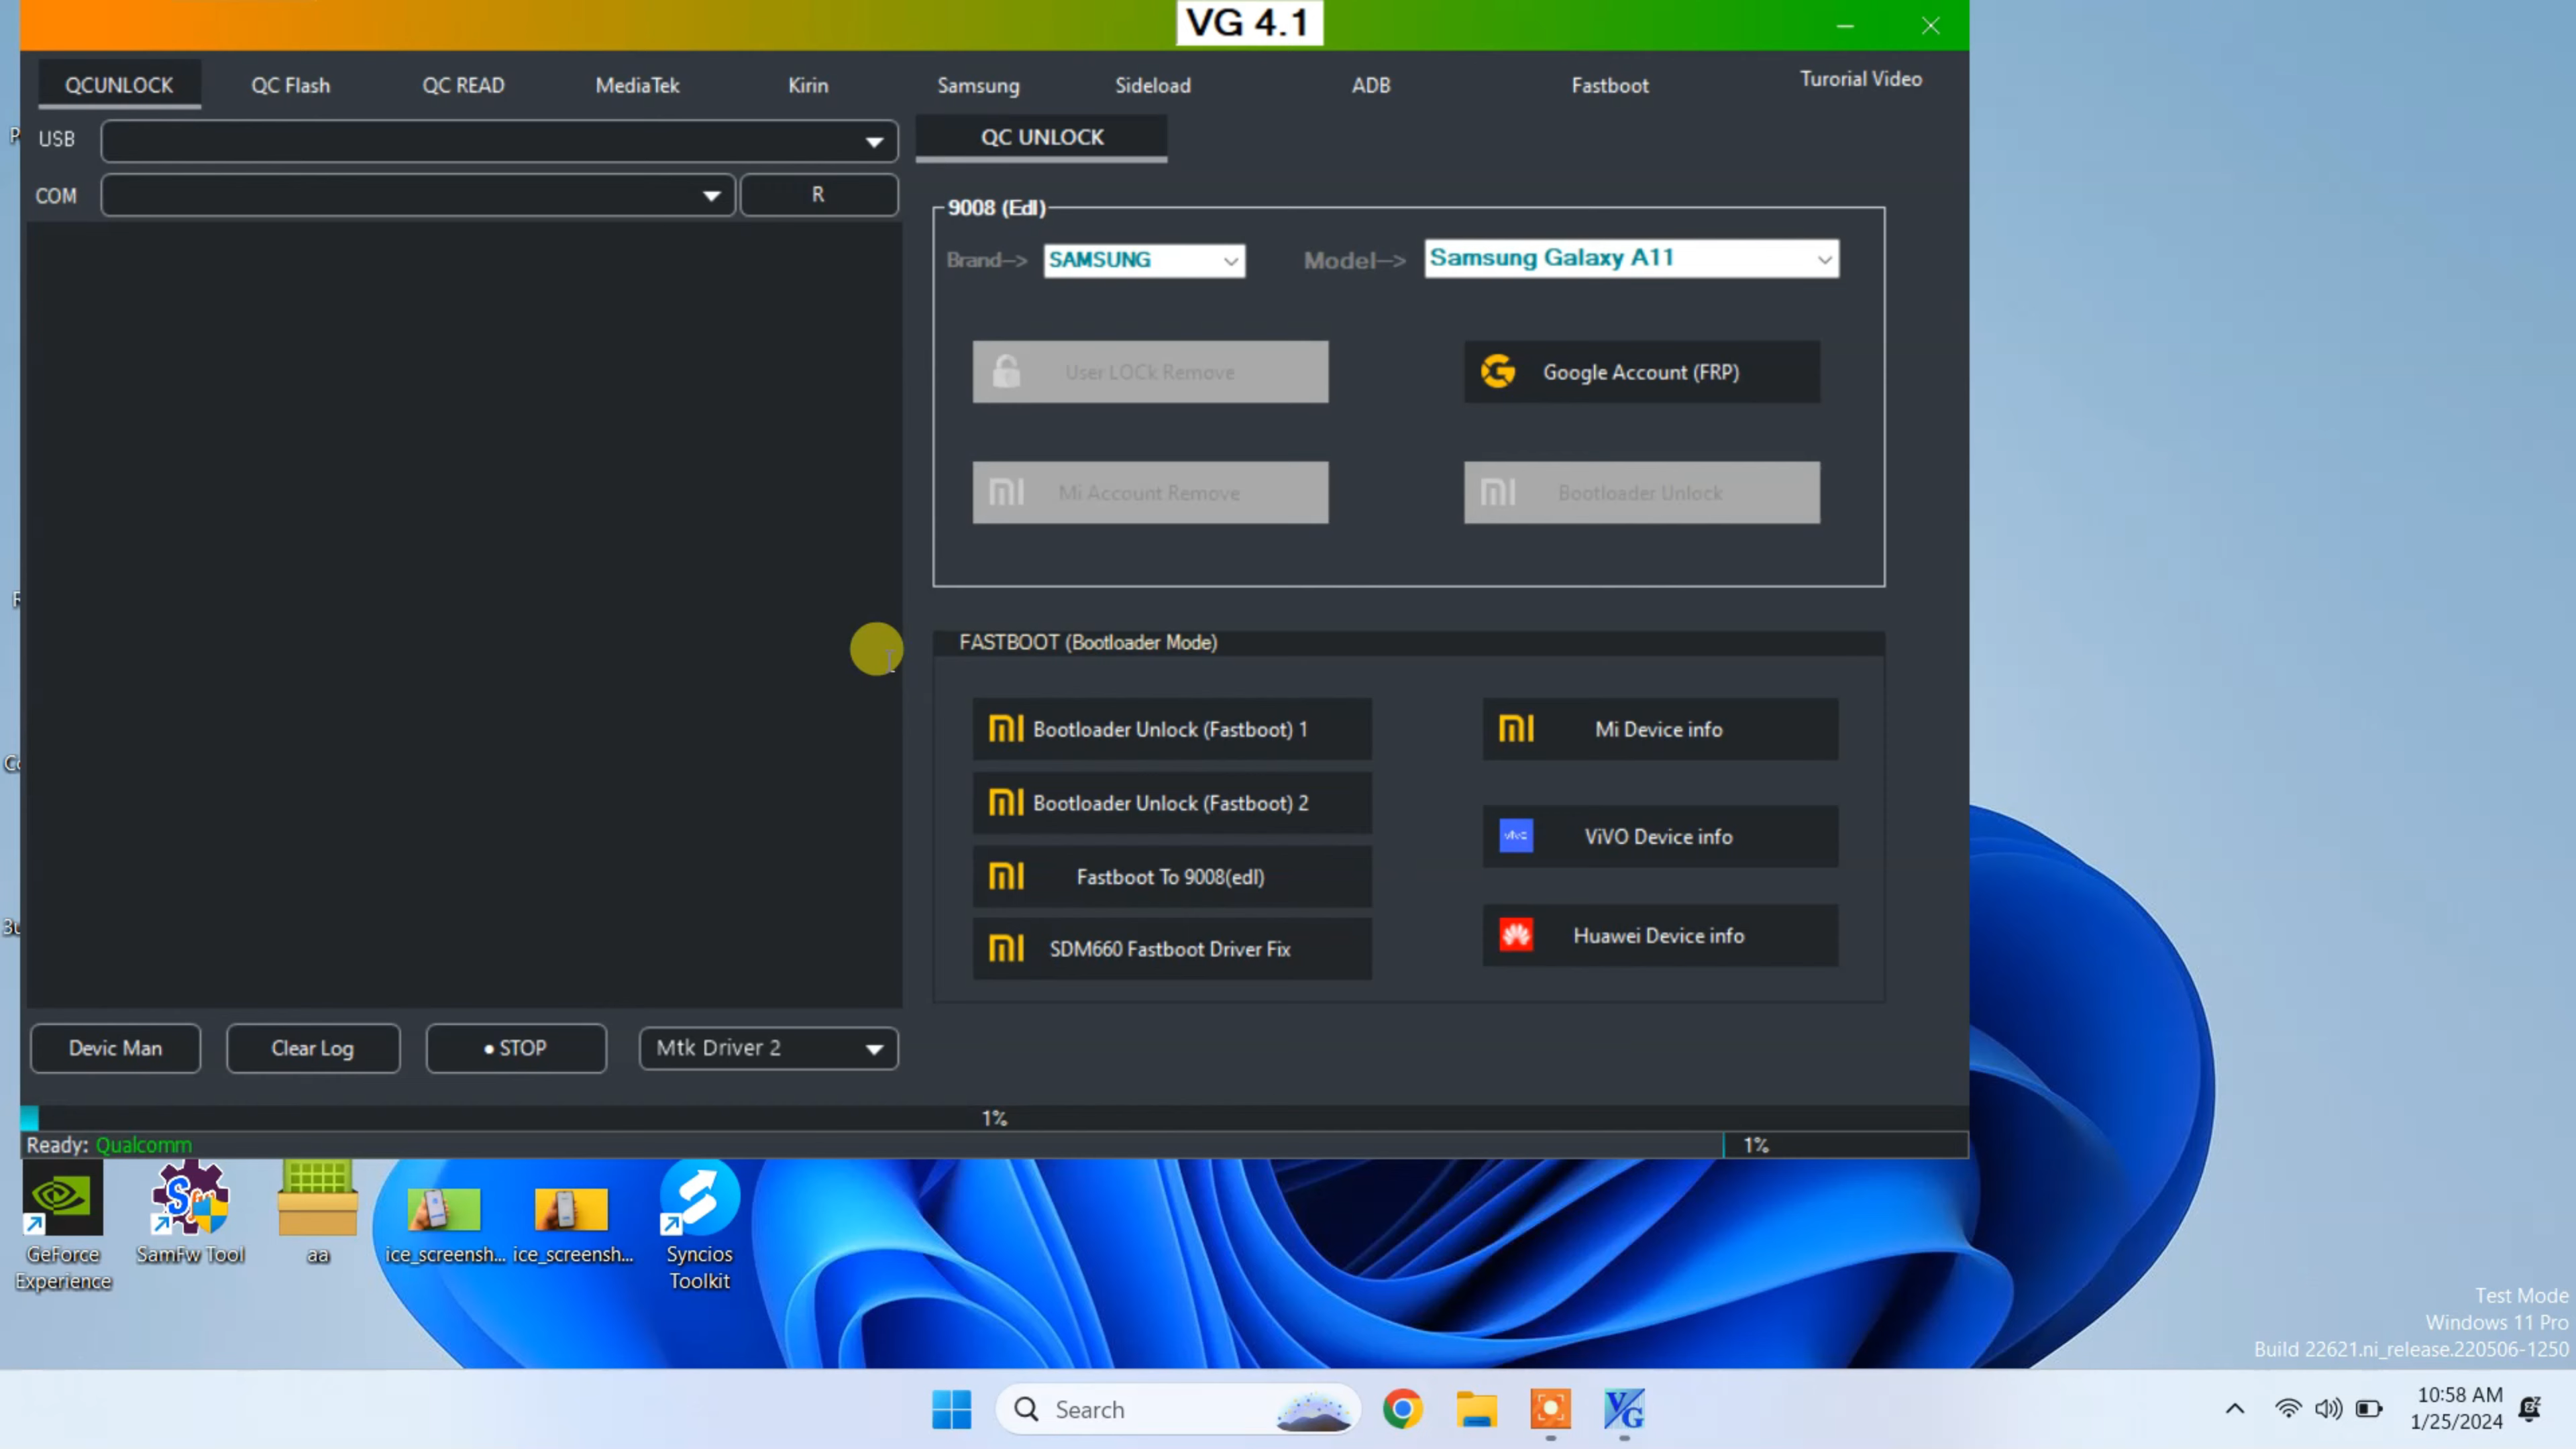 VG 4.1
QCUNLOCK
QC Flash
QC READ
MediaTek
Kirin
Samsung
Sideload
ADB
Fastboot
Turorial Video
USB
COM
R
QC UNLOCK
9008 (Edl)
Brand-->
SAMSUNG
Model-->
Samsung Galaxy A11
User LOCk Remove
Google Account (FRP)
Mi Account Remove
Bootloader Unlock
FASTBOOT (Bootloader Mode)
Bootloader Unlock (Fastboot) 1
Mi Device info
Bootloader Unlock (Fastboot) 2
ViVO Device info
Fastboot To 9008(edl)
SDM660 Fastboot Driver Fix
Huawei Device info
Devic Man
Clear Log
• STOP
Mtk Driver 2
1%
Ready: Qualcomm
1%
GeForce
Experience
SamFw Tool
aa
ice_screensh...
ice_screensh...
Syncios
Toolkit
Test Mode
Windows 11 Pro
Build 22621.ni_release.220506-1250
Search
10:58 AM
1/25/2024